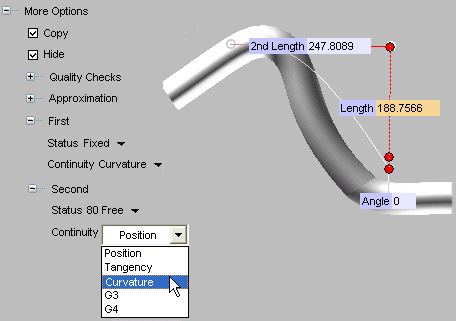 More Options
Copy
Hide
Quality Checks
Approximation
First
Status Fixed
Continuity Curvature
Second
Status 80 Free
Continuity Position
Position
Tangency
Curvature
G3
G4
2nd Length 247.8089
Length 188.7566
Angle 0